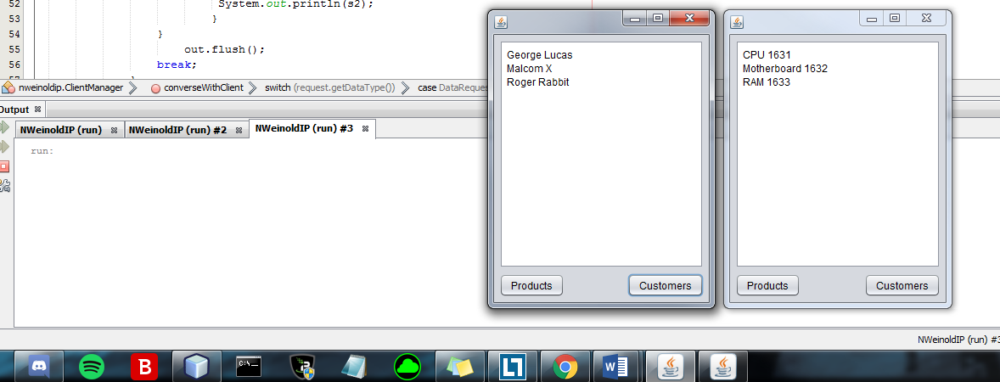 52 System.out.println(s2);
53 }
54 }
55 out.flush();
56 break;
nweinoldip.ClientManager converseWithClient switch (request.getDataType()) case DataReques
Output
NWeinoldIP (run) NWeinoldIP (run) #2 NWeinoldIP (run) #3
run:
George Lucas
Malcom X
Roger Rabbit
Products Customers
CPU 1631
Motherboard 1632
RAM 1633
Products Customers
NWeinoldIP (run) #3
C:\
B
W